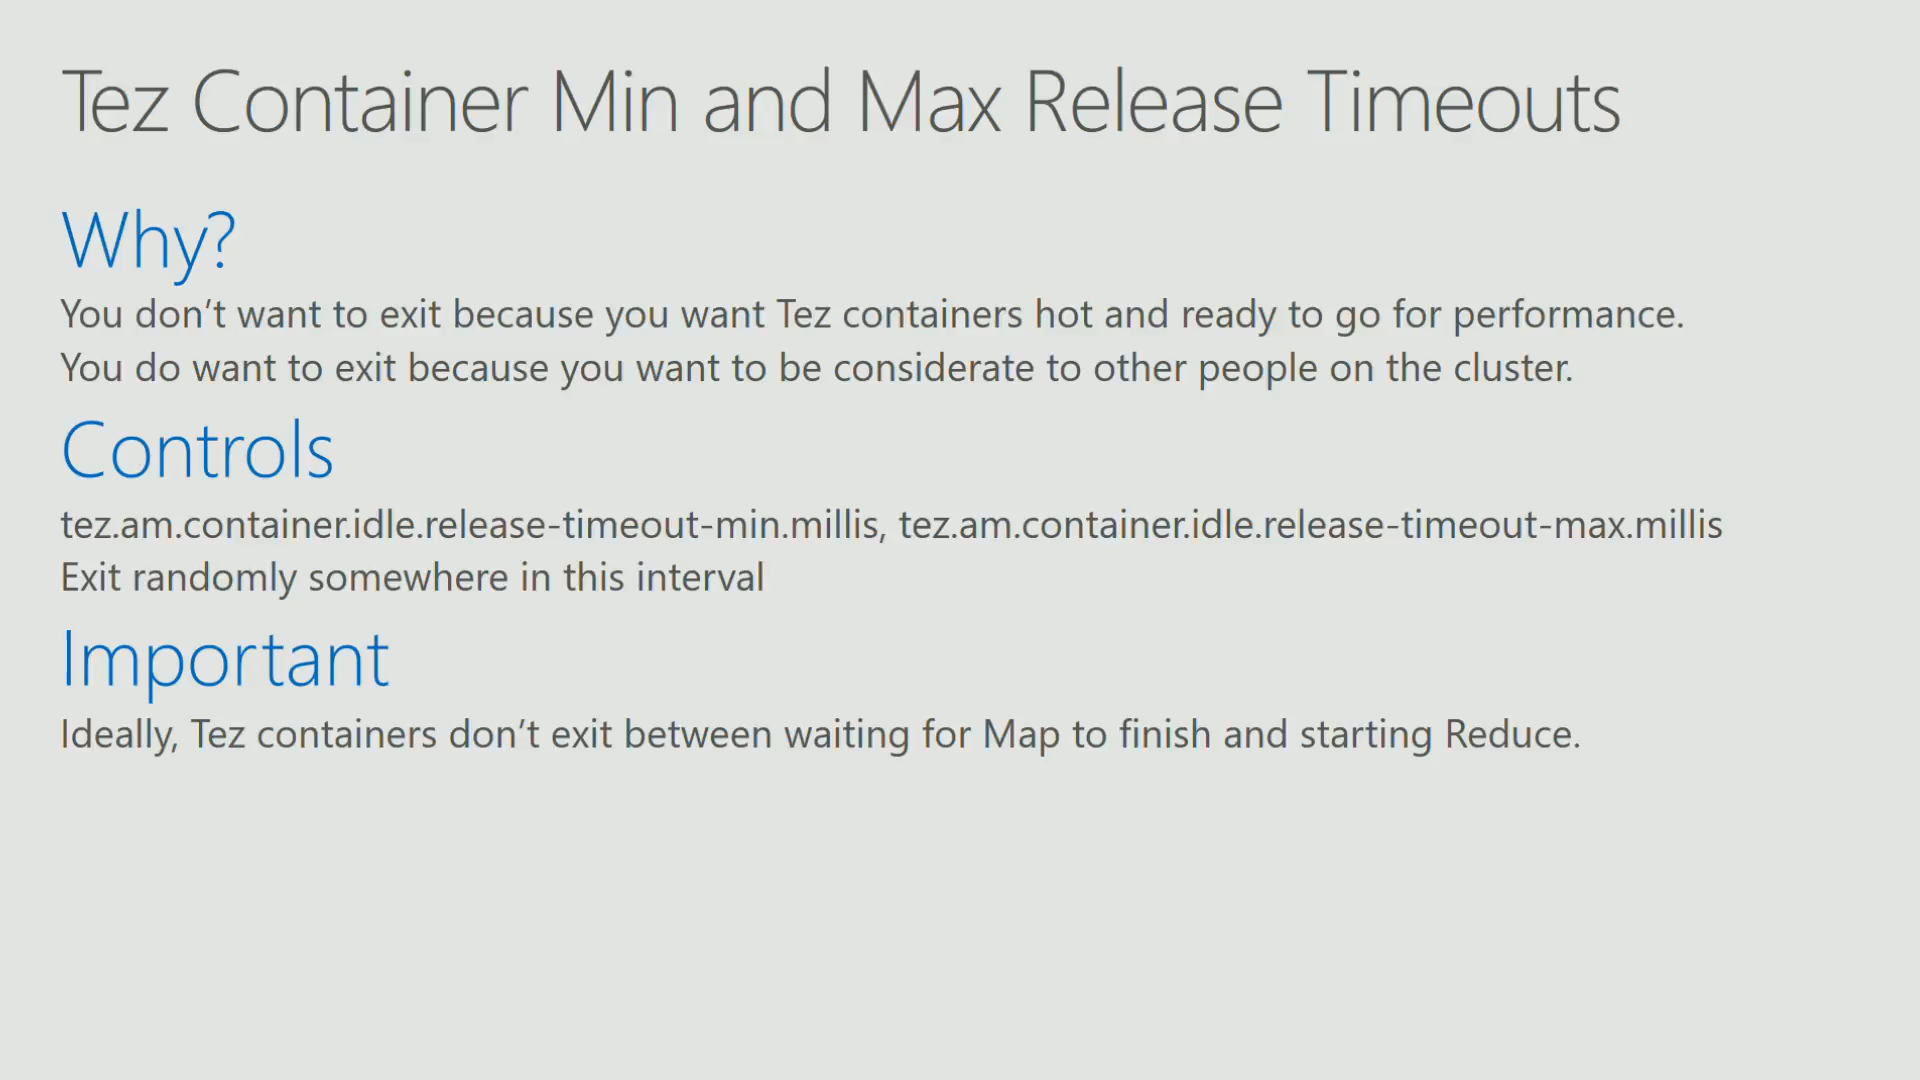 Tez Container Min and Max Release Timeouts
Why?
You don’t want to exit because you want Tez containers hot and ready to go for performance.
You do want to exit because you want to be considerate to other people on the cluster.
Controls
tez.am.container.idle.release-timeout-min.millis, tez.am.container.idle.release-timeout-max.millis
Exit randomly somewhere in this interval
Important
Ideally, Tez containers don’t exit between waiting for Map to finish and starting Reduce.